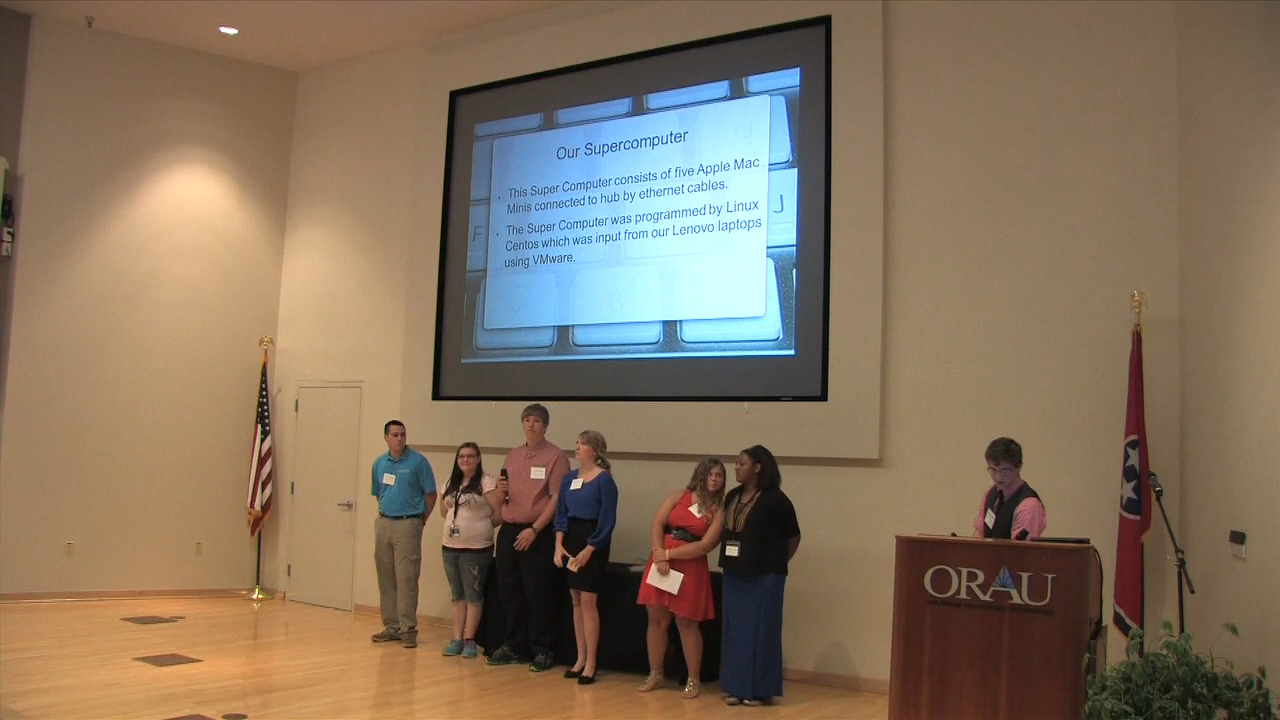 Our Supercomputer
This Super Computer consists of five Apple Mac
Minis connected to hub by ethernet cables.
The Super Computer was programmed by Linux
Centos which was input from our Lenovo laptops
using VMware.
F
J
B
ORAU